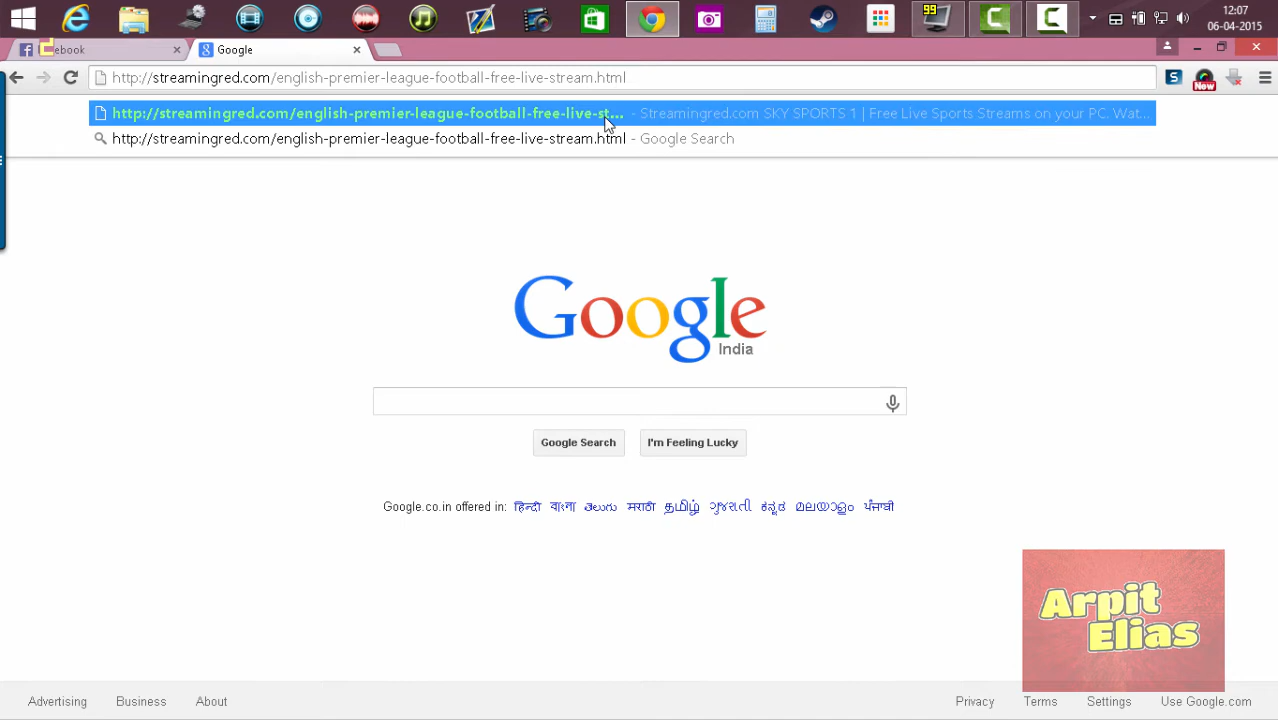 99
12:07
06-04-2015
ebook
Google
http://streamingred.com/english-premier-league-football-free-live-stream.html
New
http://streamingred.com/english-premier-league-football-free-live-st... - Streamingred.com SKY SPORTS 1 | Free Live Sports Streams on your PC. Wat...
http://streamingred.com/english-premier-league-football-free-live-stream.html - Google Search
Google
India
Google Search
I'm Feeling Lucky
Google.co.in offered in: हिन्दी বাংলা తెలుగు मराठी தமிழ் ગુજરાતી ಕನ್ನಡ മലയാളം ਪੰਜਾਬੀ
Arpit
Elias
Advertising
Business
About
Privacy
Terms
Settings
Use Google.com